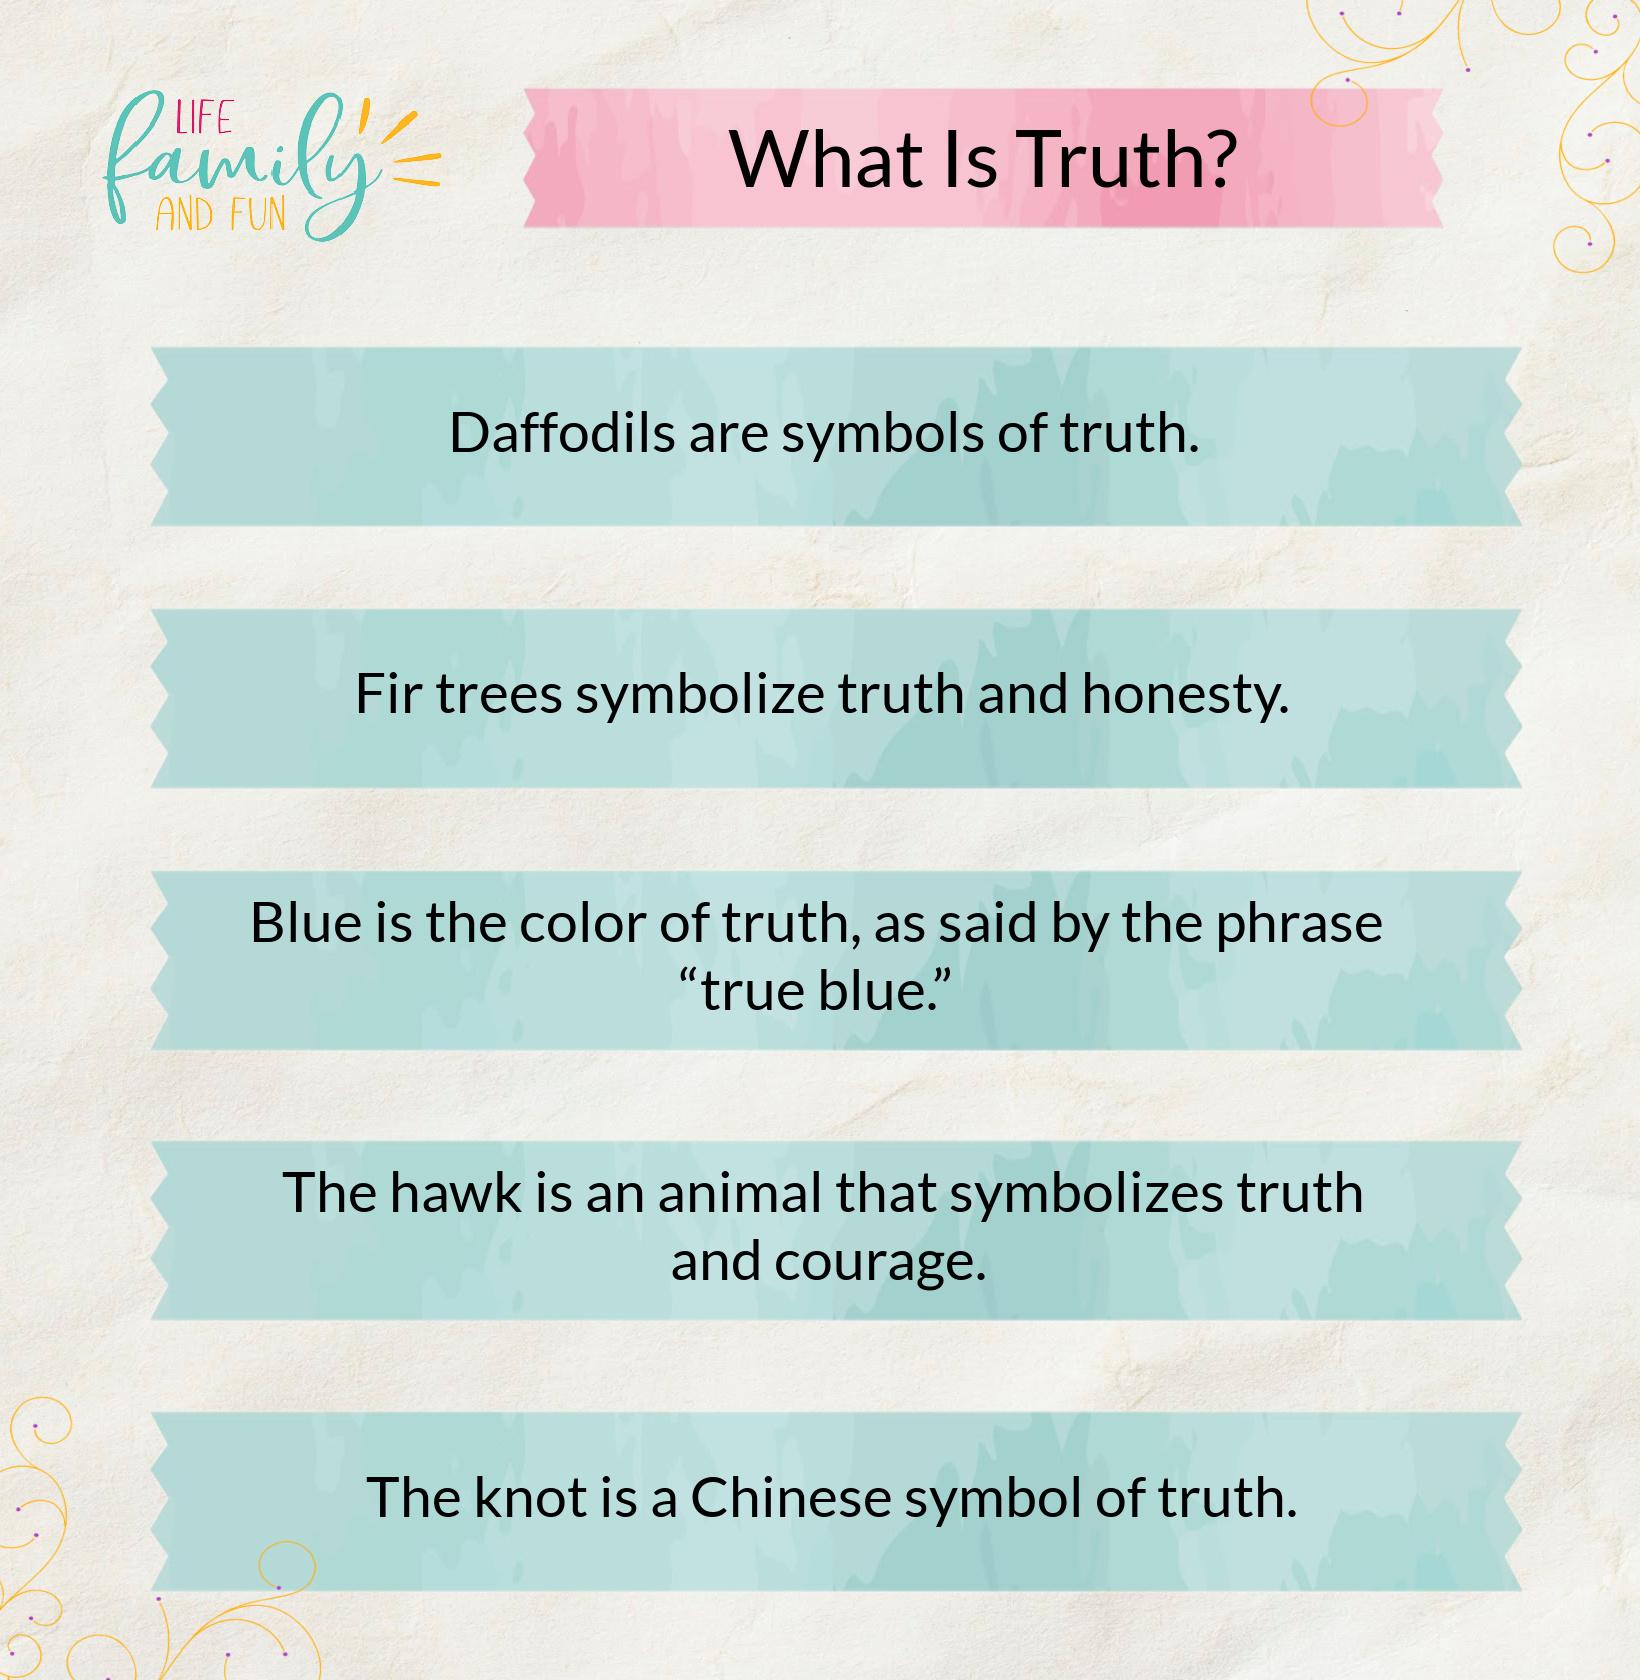 LIFE
family
AND FUN
What Is Truth?
Daffodils are symbols of truth.
Fir trees symbolize truth and honesty.
Blue is the color of truth, as said by the phrase
“true blue.”
The hawk is an animal that symbolizes truth
and courage.
The knot is a Chinese symbol of truth.